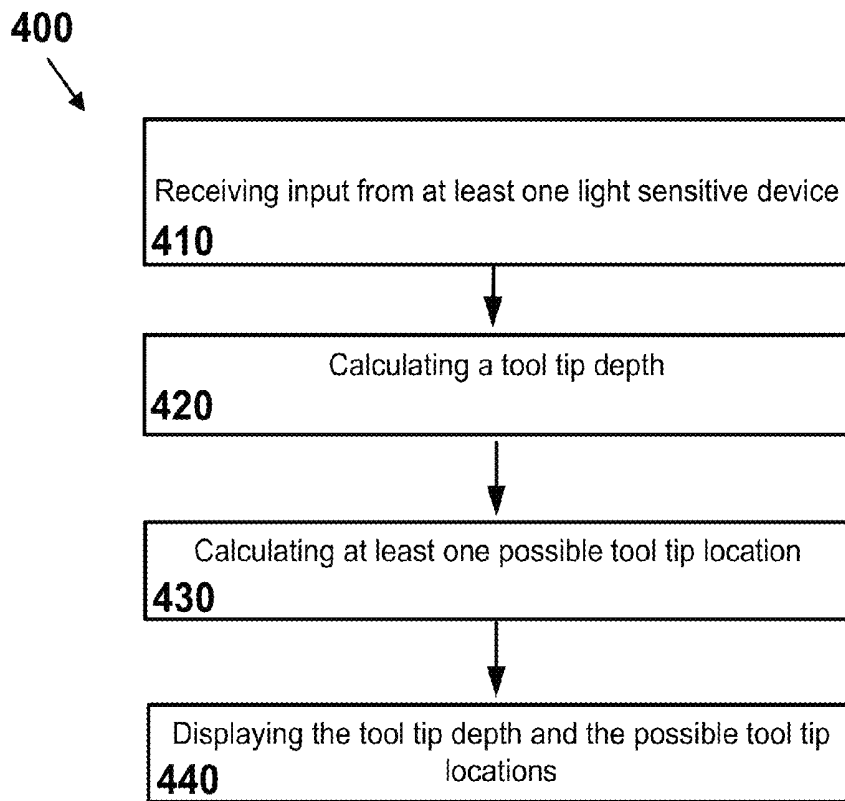 400
Receiving input from at least one light sensitive device
410
Calculating a tool tip depth
420
Calculating at least one possible tool tip location
430
Displaying the tool tip depth and the possible tool tip
locations
440